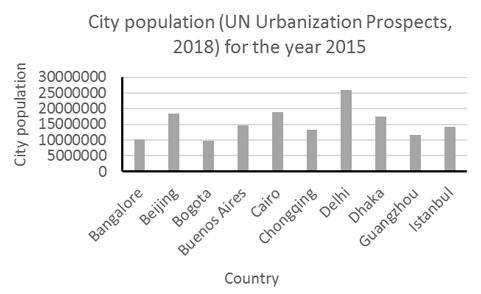 City population (UN Urbanization Prospects,
2018) for the year 2015
City population
30000000
25000000
20000000
15000000
10000000
5000000
0
Bangalore
Beijing
Bogota
Buenos Aires
Cairo
Chongqing
Delhi
Dhaka
Guangzhou
Istanbul
Country